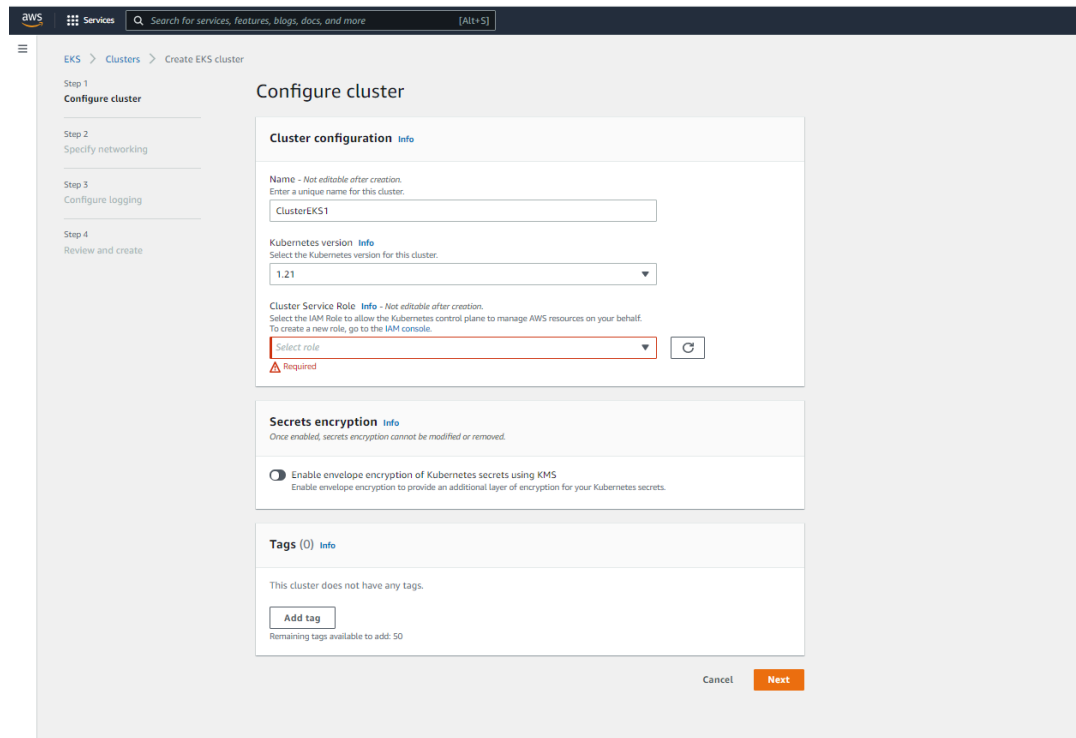 aws
Services
Search for services, features, blogs, docs, and more
[Alt+S]
EKS
Clusters
Create EKS cluster
Step 1
Configure cluster
Step 2
Specify networking
Step 3
Configure logging
Step 4
Review and create
Configure cluster
Cluster configuration Info
Name - Not editable after creation.
Enter a unique name for this cluster.
ClusterEKS1
Kubernetes version Info
Select the Kubernetes version for this cluster.
1.21
Cluster Service Role Info - Not editable after creation.
Select the IAM Role to allow the Kubernetes control plane to manage AWS resources on your behalf.
To create a new role, go to the IAM console.
Select role
Required
Secrets encryption Info
Once enabled, secrets encryption cannot be modified or removed.
Enable envelope encryption of Kubernetes secrets using KMS
Enable envelope encryption to provide an additional layer of encryption for your Kubernetes secrets.
Tags (0) Info
This cluster does not have any tags.
Add tag
Remaining tags available to add: 50
Cancel
Next